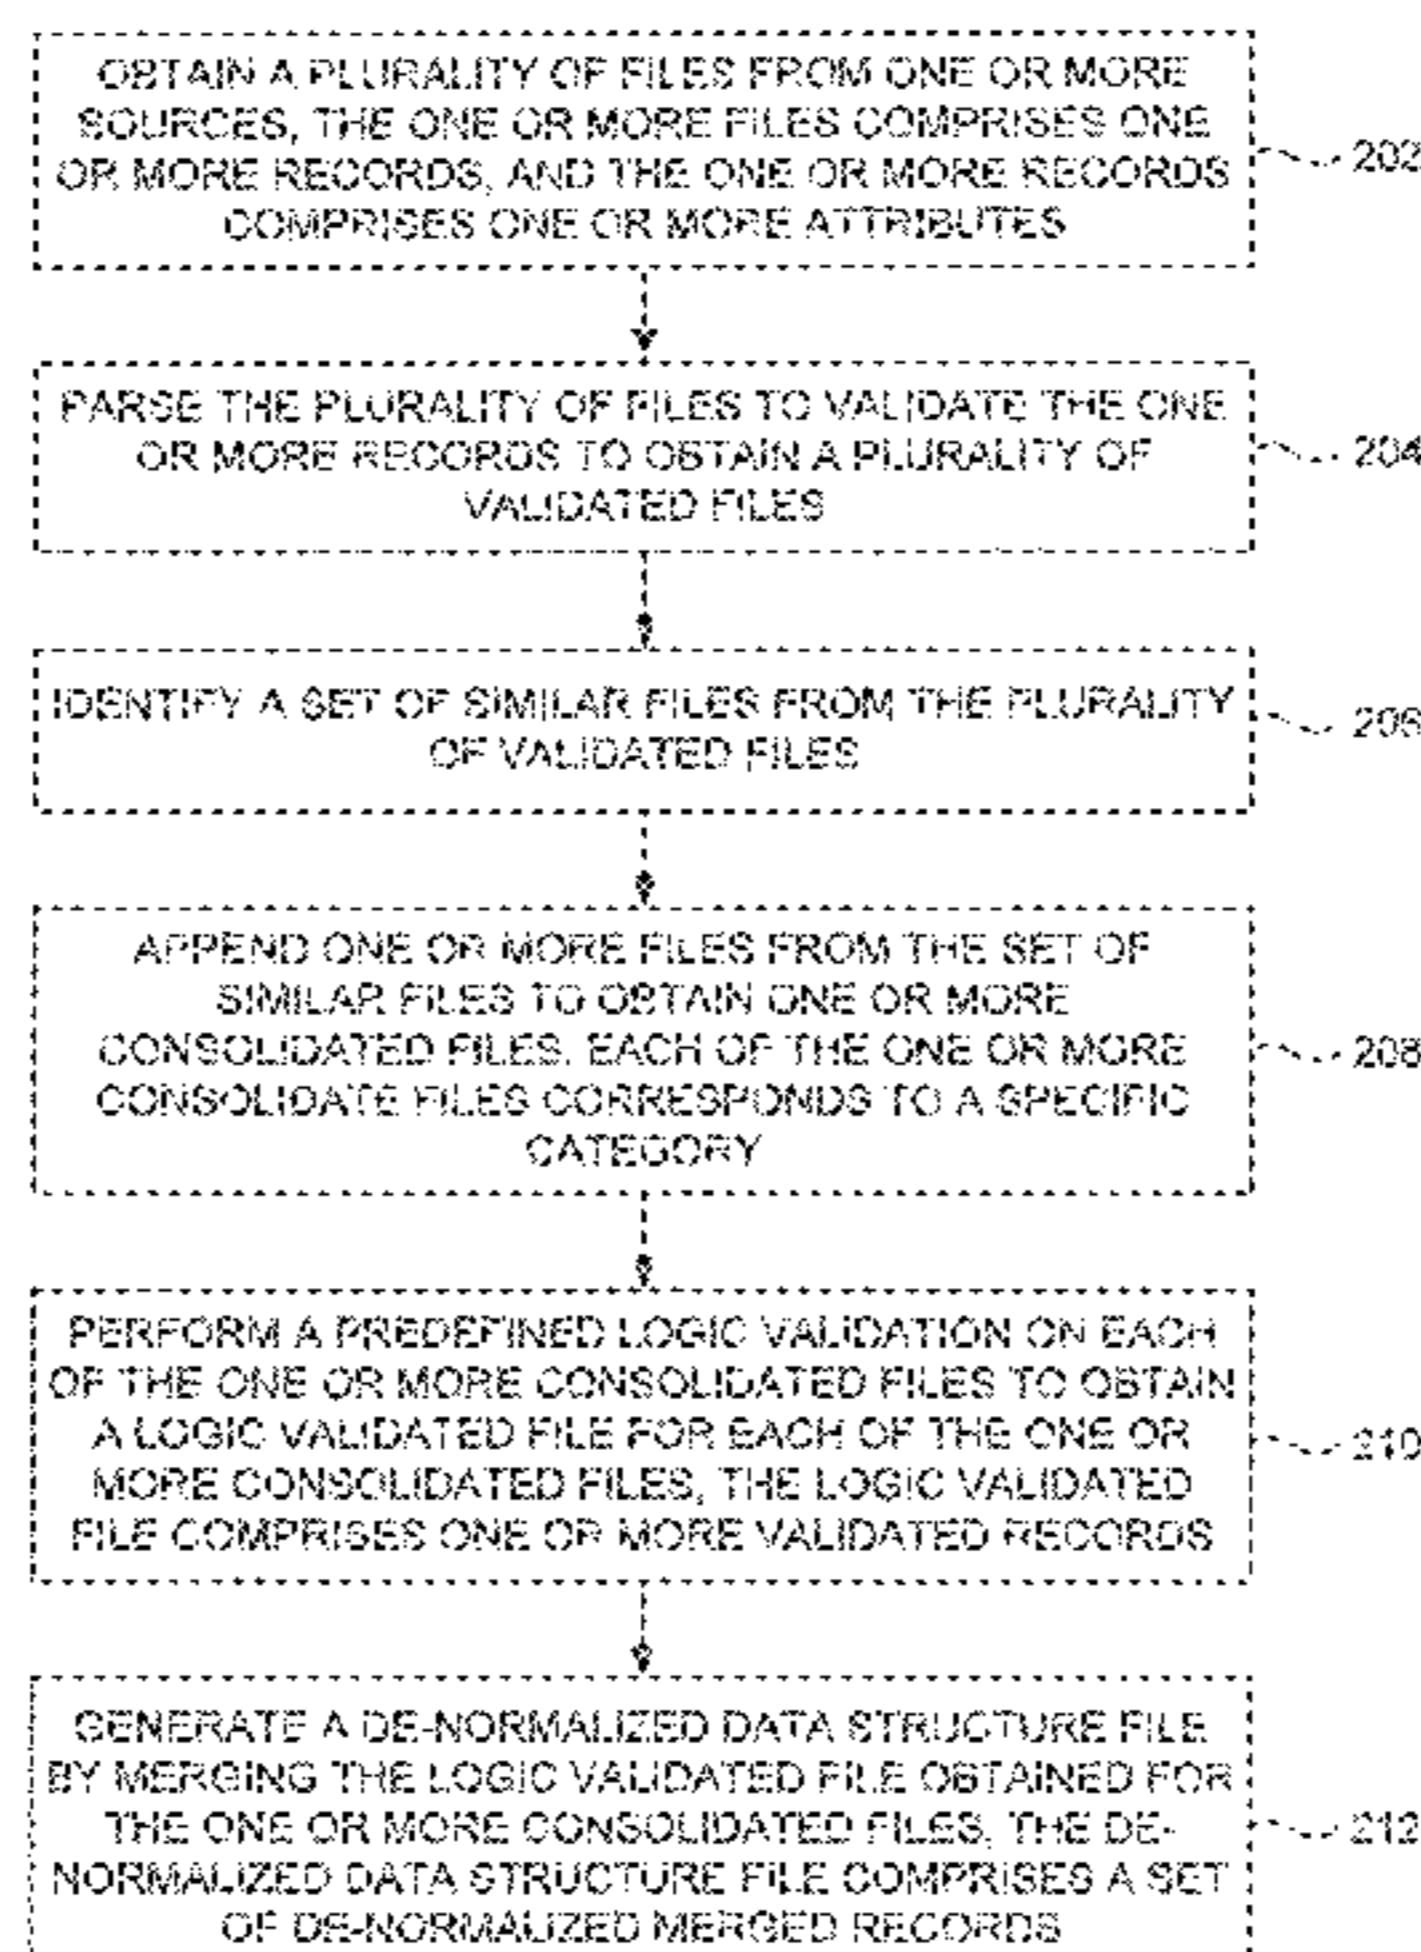 OBTAIN A PLURALITY OF FILES FROM ONE OR MORE
SOURCES, THE ONE OR MORE FILES COMPRISES ONE
OR MORE RECORDS, AND THE ONE OR MORE RECORDS
COMPRISES ONE OR MORE ATTRIBUTES
202
PARSE THE PLURALITY OF FILES TO VALIDATE THE ONE
OR MORE RECORDS TO OBTAIN A PLURALITY OF
VALIDATED FILES
204
IDENTIFY A SET OF SIMILAR FILES FROM THE PLURALITY
OF VALIDATED FILES
206
APPEND ONE OR MORE FILES FROM THE SET OF
SIMILAR FILES TO OBTAIN ONE OR MORE
CONSOLIDATED FILES, EACH OF THE ONE OR MORE
CONSOLIDATE FILES CORRESPONDS TO A SPECIFIC
CATEGORY
208
PERFORM A PREDEFINED LOGIC VALIDATION ON EACH
OF THE ONE OR MORE CONSOLIDATED FILES TO OBTAIN
A LOGIC VALIDATED FILE FOR EACH OF THE ONE OR
MORE CONSOLIDATED FILES, THE LOGIC VALIDATED
FILE COMPRISES ONE OR MORE VALIDATED RECORDS
210
GENERATE A DE-NORMALIZED DATA STRUCTURE FILE
BY MERGING THE LOGIC VALIDATED FILE OBTAINED FOR
THE ONE OR MORE CONSOLIDATED FILES, THE DE-
NORMALIZED DATA STRUCTURE FILE COMPRISES A SET
OF DE-NORMALIZED MERGED RECORDS
212